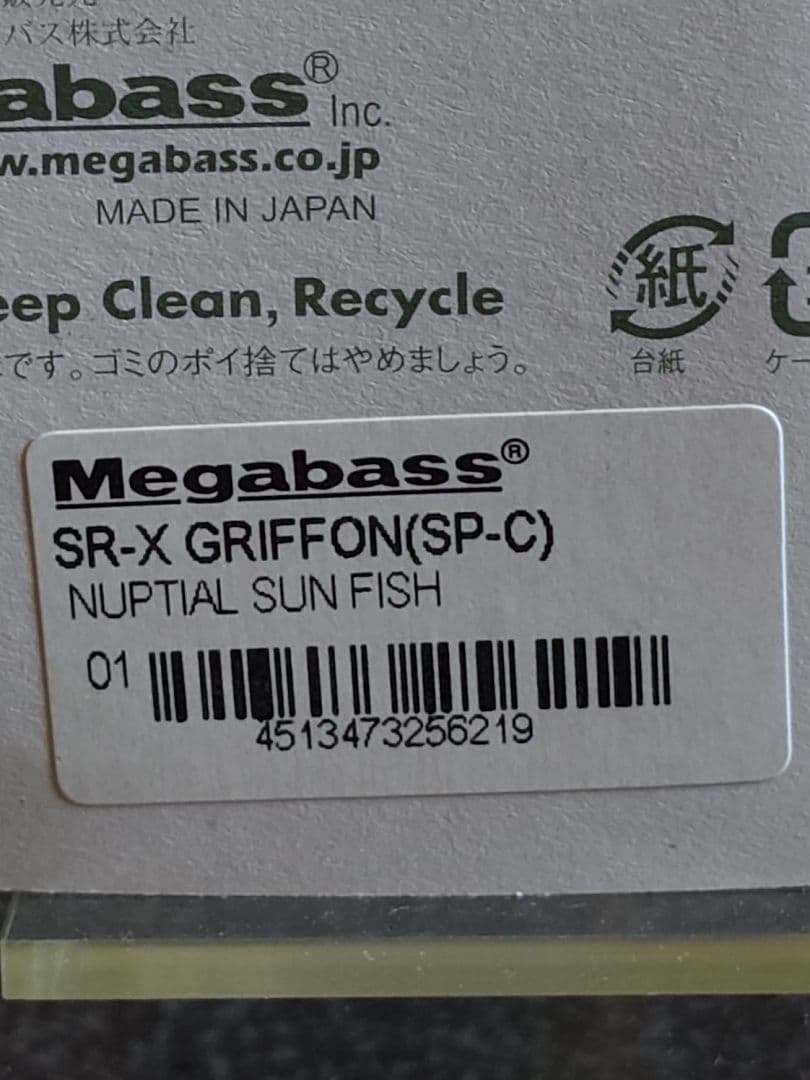 バス株式会社
abass® Inc.
w.megabass.co.jp
MADE IN JAPAN
eep Clean, Recycle
です。ゴミのポイ捨てはやめましょう。
紙
台紙
ケー
Megabass®
SR-X GRIFFON(SP-C)
NUPTIAL SUN FISH
01
4513473256219